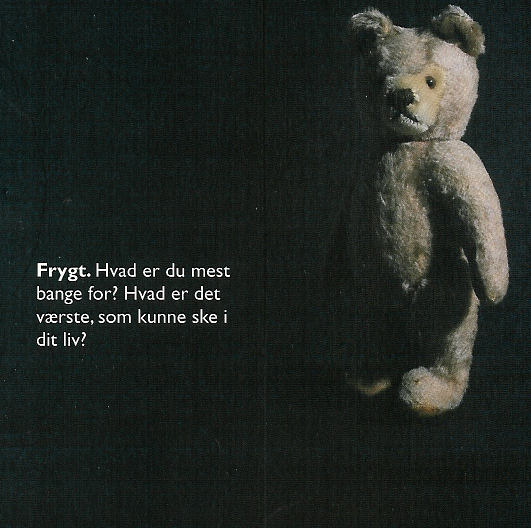 Frygt. Hvad er du mest
bange for? Hvad er det
værste, som kunne ske i
dit liv?